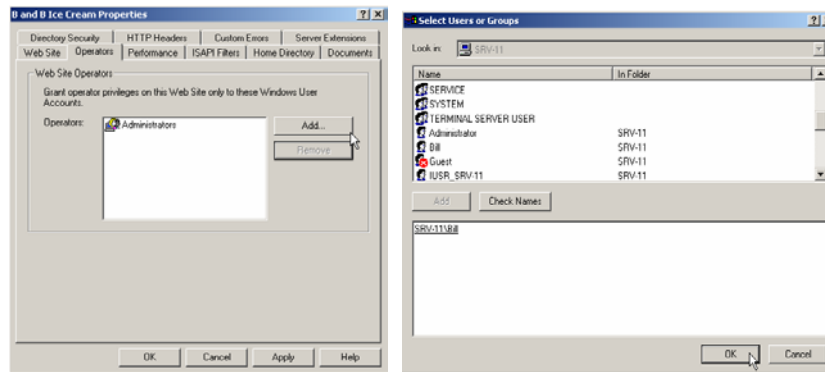 B and B Ice Cream Properties
Directory Security HTTP Headers Custom Errors Server Extensions
Web Site Operators Performance ISAPI Filters Home Directory Documents
Web Site Operators
Grant operator privileges on this Web Site only to these Windows User
Accounts.
Operators: Administrators Add...
Remove
OK Cancel Apply Help
Select Users or Groups
Look in: SRV-11
Name In Folder
SERVICE
SYSTEM
TERMINAL SERVER USER
Administrator SRV-11
Bill SRV-11
Guest SRV-11
IUSR_SRV-11 SRV-11
Add Check Names
SRV-11\Bill
OK Cancel